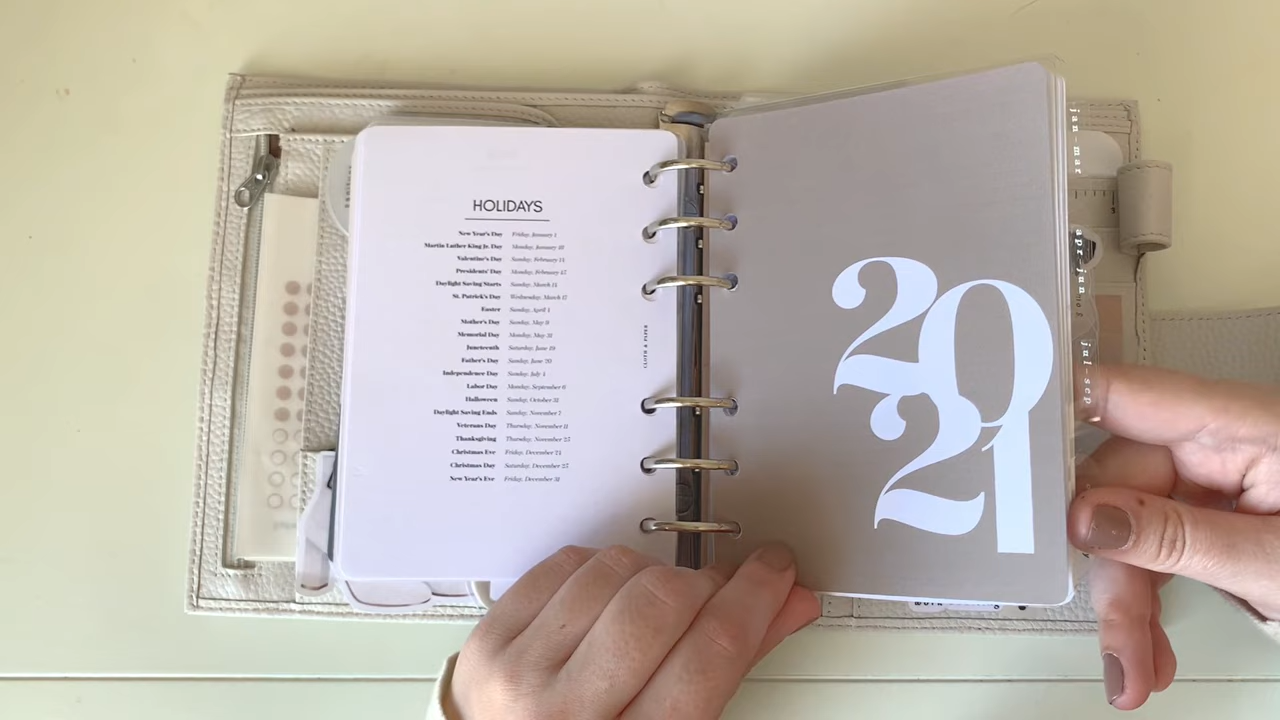 HOLIDAYS
New Year's Day Friday, January 1
Martin Luther King Jr. Day Monday, January 18
Valentine's Day Sunday, February 14
Presidents' Day Monday, February 15
Daylight Saving Starts Sunday, March 14
St. Patrick's Day Wednesday, March 17
Easter Sunday, April 4
Mother's Day Sunday, May 9
Memorial Day Monday, May 31
Juneteenth Saturday, June 19
Father's Day Sunday, June 20
Independence Day Sunday, July 4
Labor Day Monday, September 6
Halloween Sunday, October 31
Daylight Saving Ends Sunday, November 7
Veterans Day Thursday, November 11
Thanksgiving Thursday, November 25
Christmas Eve Friday, December 24
Christmas Day Saturday, December 25
New Year's Eve Friday, December 31
CLOTH & PAPER
20
21
jan-mar
apr-jun
jul-sep